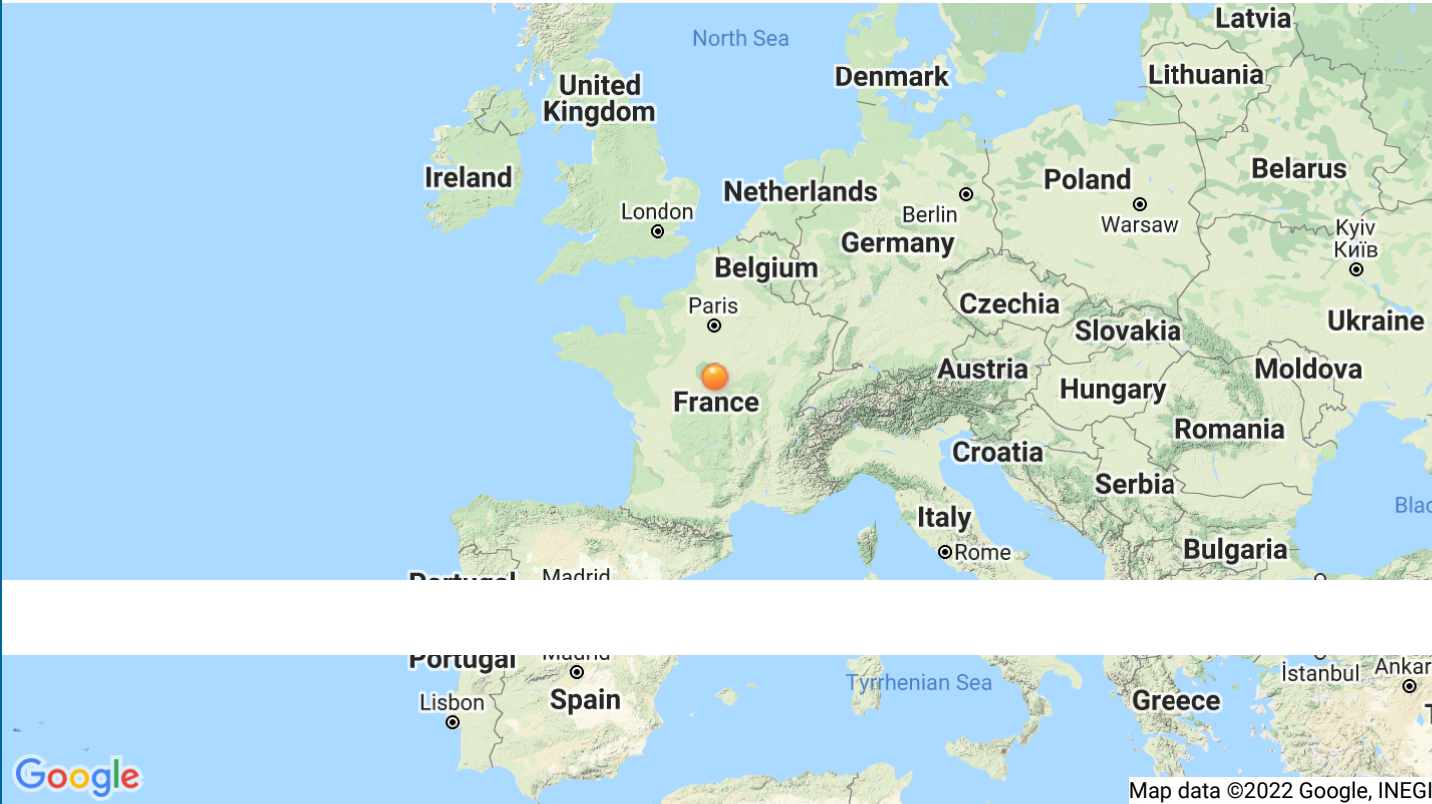 Latvia
North Sea
Denmark
Lithuania
United
Kingdom
Ireland
Netherlands
Poland
Belarus
London
Berlin
Warsaw
Kyiv
Київ
Germany
Belgium
Paris
Czechia
Slovakia
Ukraine
Austria
Moldova
Hungary
France
Romania
Croatia
Serbia
Blac
Italy
Rome
Bulgaria
Portugal
Madrid
Portugal
Madrid
Lisbon
Spain
Tyrrhenian Sea
Greece
İstanbul
Ankar
T
Google
Map data ©2022 Google, INEGI